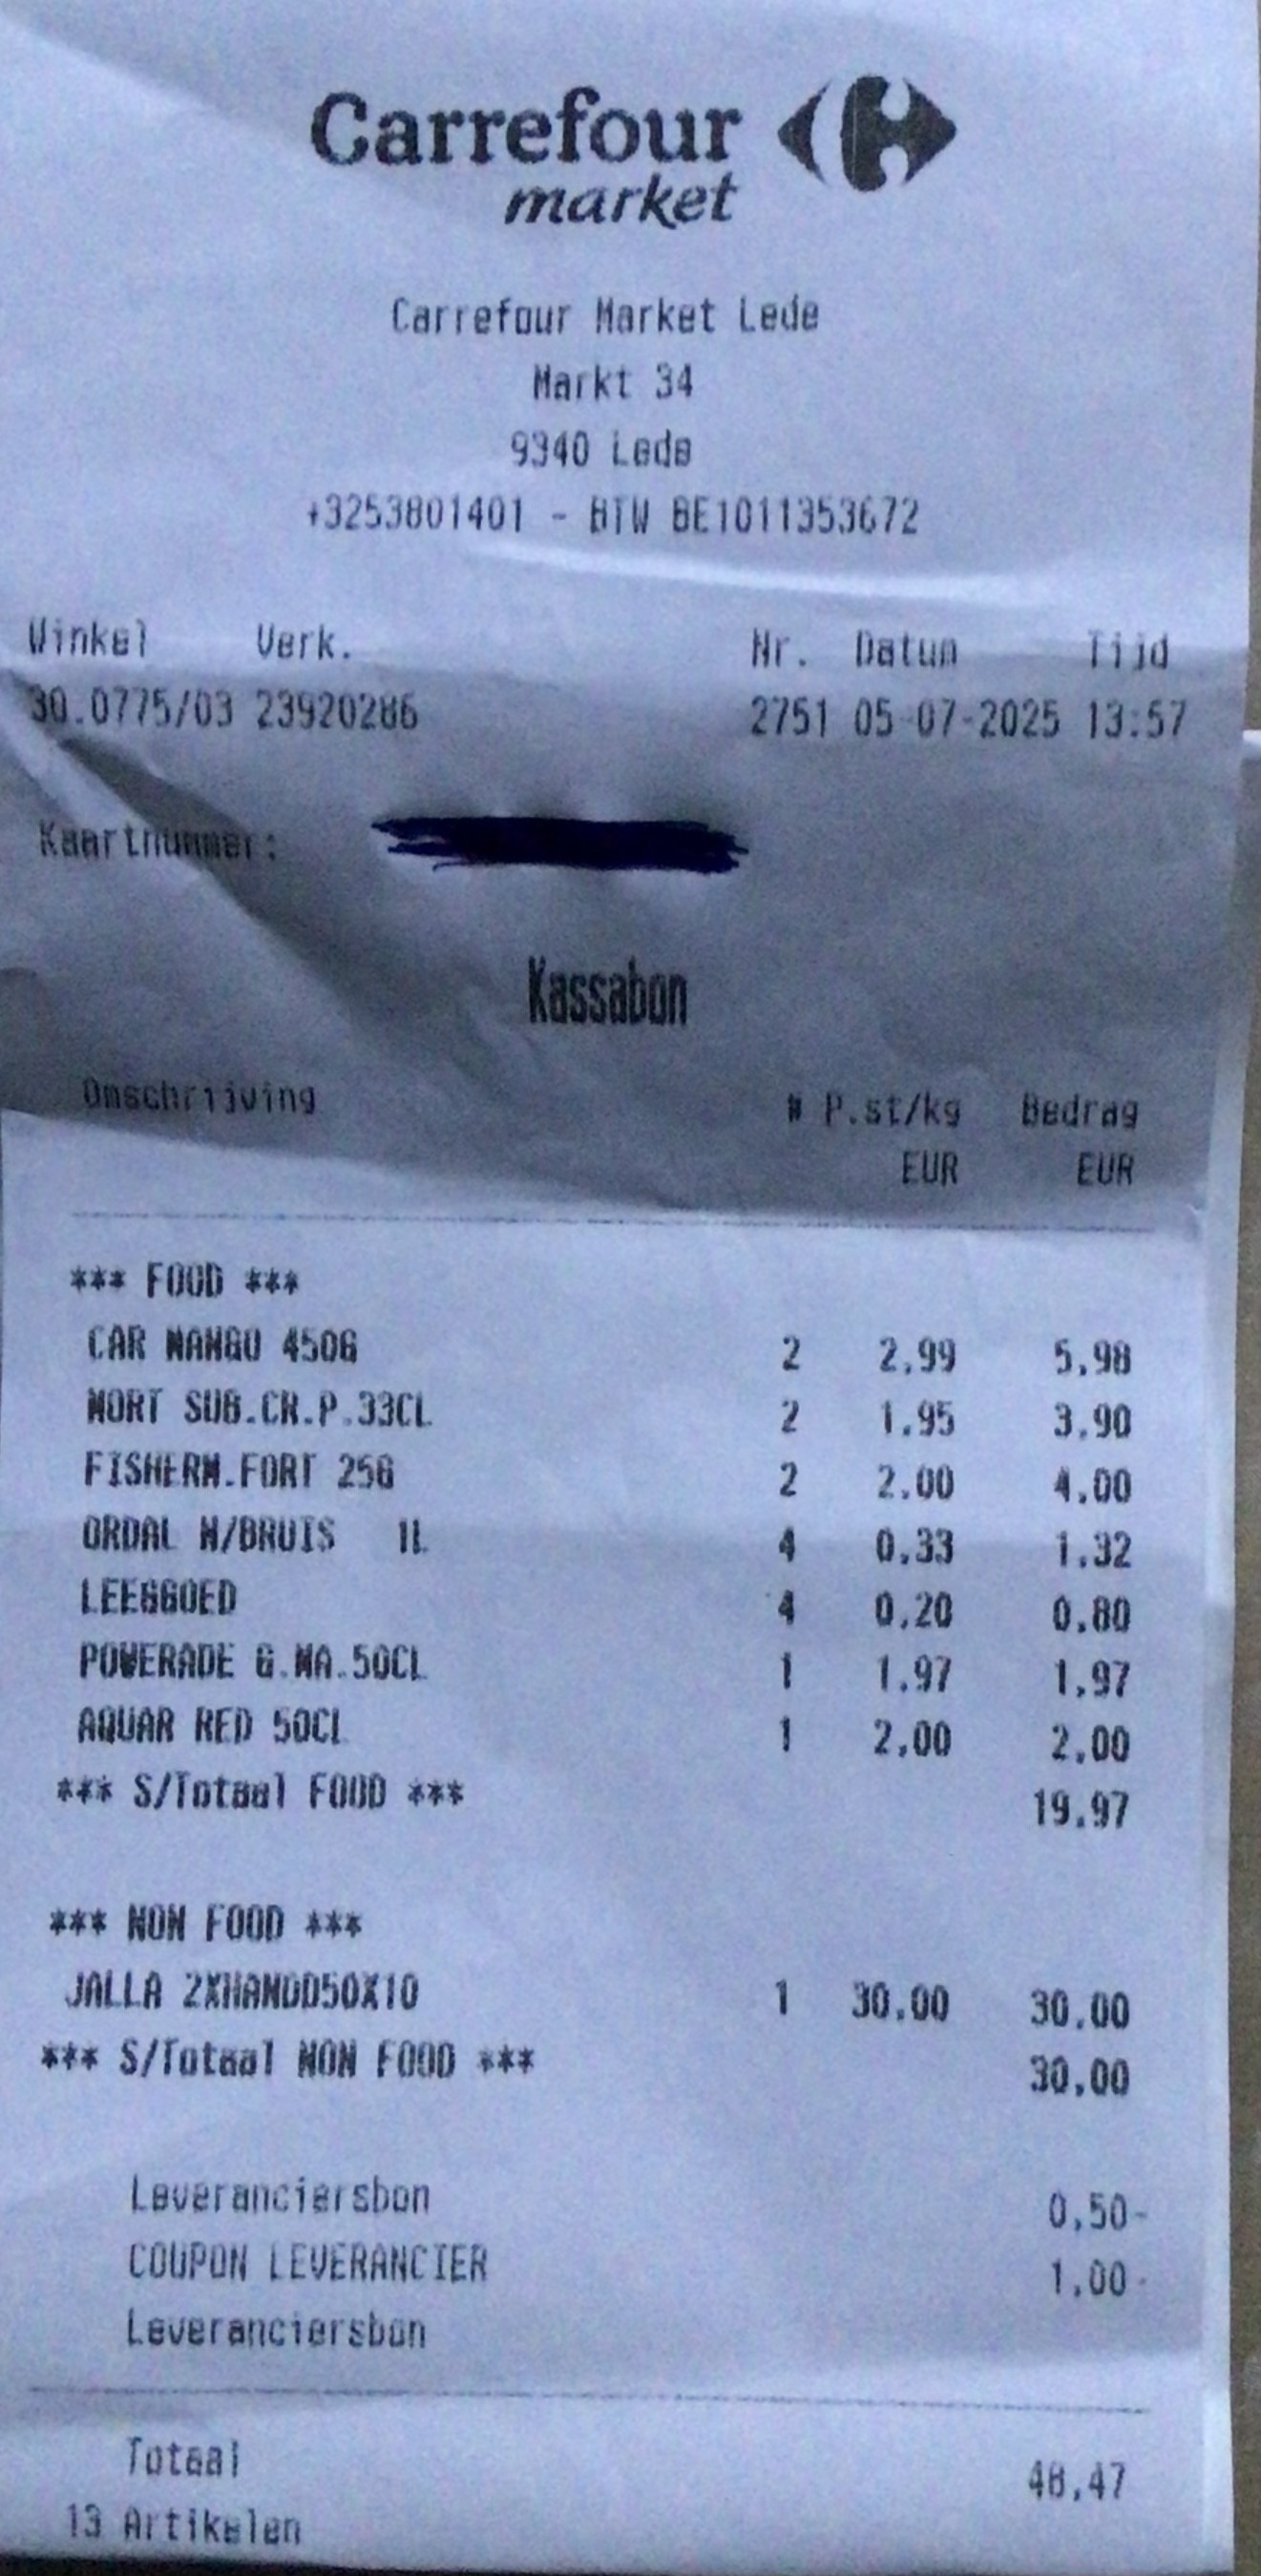 Carrefour
market
Carrefour Market Lede
Markt 34
9340 Lede
+3253801401 - BTW BE1011353672
Winkel Verk. Nr. Datum Tijd
30.0775/03 23920286 2751 05-07-2025 13:57
Kaartnummer:
Kassabon
Omschrijving # P.st/kg Bedrag
EUR EUR
*** FOOD ***
CAR MANGO 450G 2 2,99 5,98
MORT SUB.CR.P.33CL 2 1,95 3,90
FISHERM.FORT 25G 2 2,00 4,00
ORDAL N/BRUIS 1L 4 0,33 1,32
LEEGGOED 4 0,20 0,80
POWERADE G.MA.50CL 1 1,97 1,97
AQUAR RED 50CL 1 2,00 2,00
*** S/Totaal FOOD *** 19,97
*** NON FOOD ***
JALLA 2XHANDD50X10 1 30,00 30,00
*** S/Totaal NON FOOD *** 30,00
Leveranciersbon 0,50-
COUPON LEVERANCIER 1,00-
Leveranciersbon
Totaal 48,47
13 Artikelen